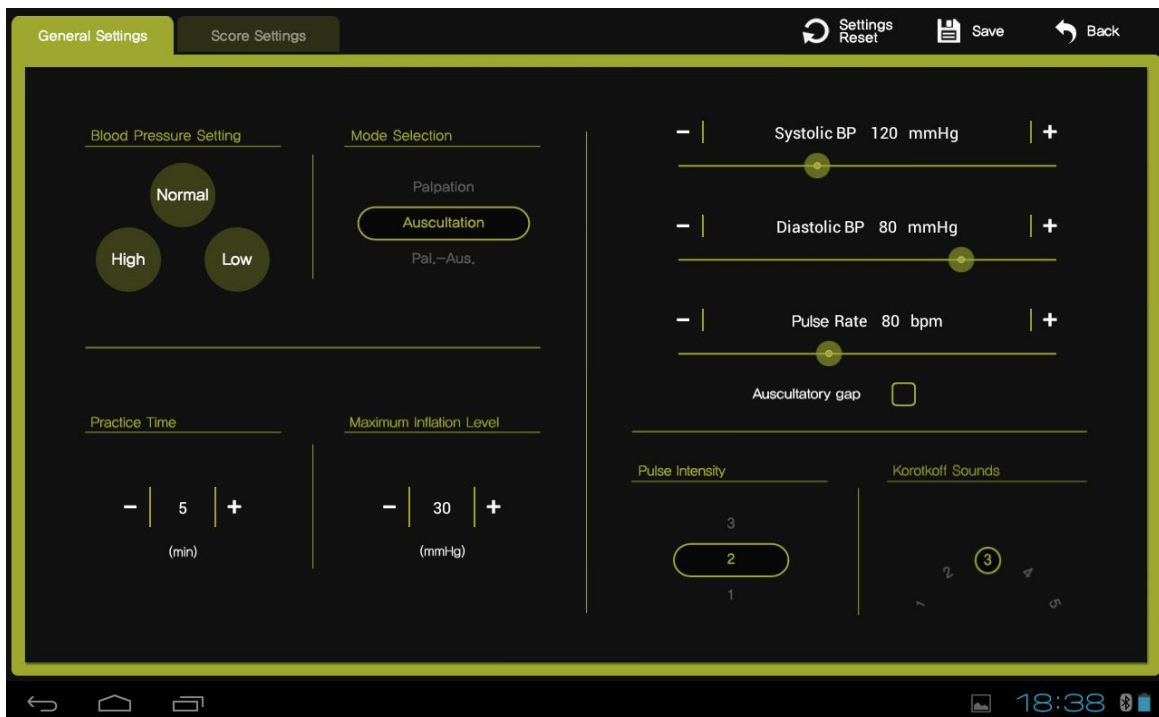 General Settings
Score Settings
Settings
Reset
Save
Back
Blood Pressure Setting
Normal
High
Low
Mode Selection
Palpation
Auscultation
Pal.-Aus.
Practice Time
- 5 +
(min)
Maximum Inflation Level
- 30 +
(mmHg)
- Systolic BP 120 mmHg +
- Diastolic BP 80 mmHg +
- Pulse Rate 80 bpm +
Auscultatory gap
Pulse Intensity
3
2
1
Korotkoff Sounds
1 2 3 4 5
18:38